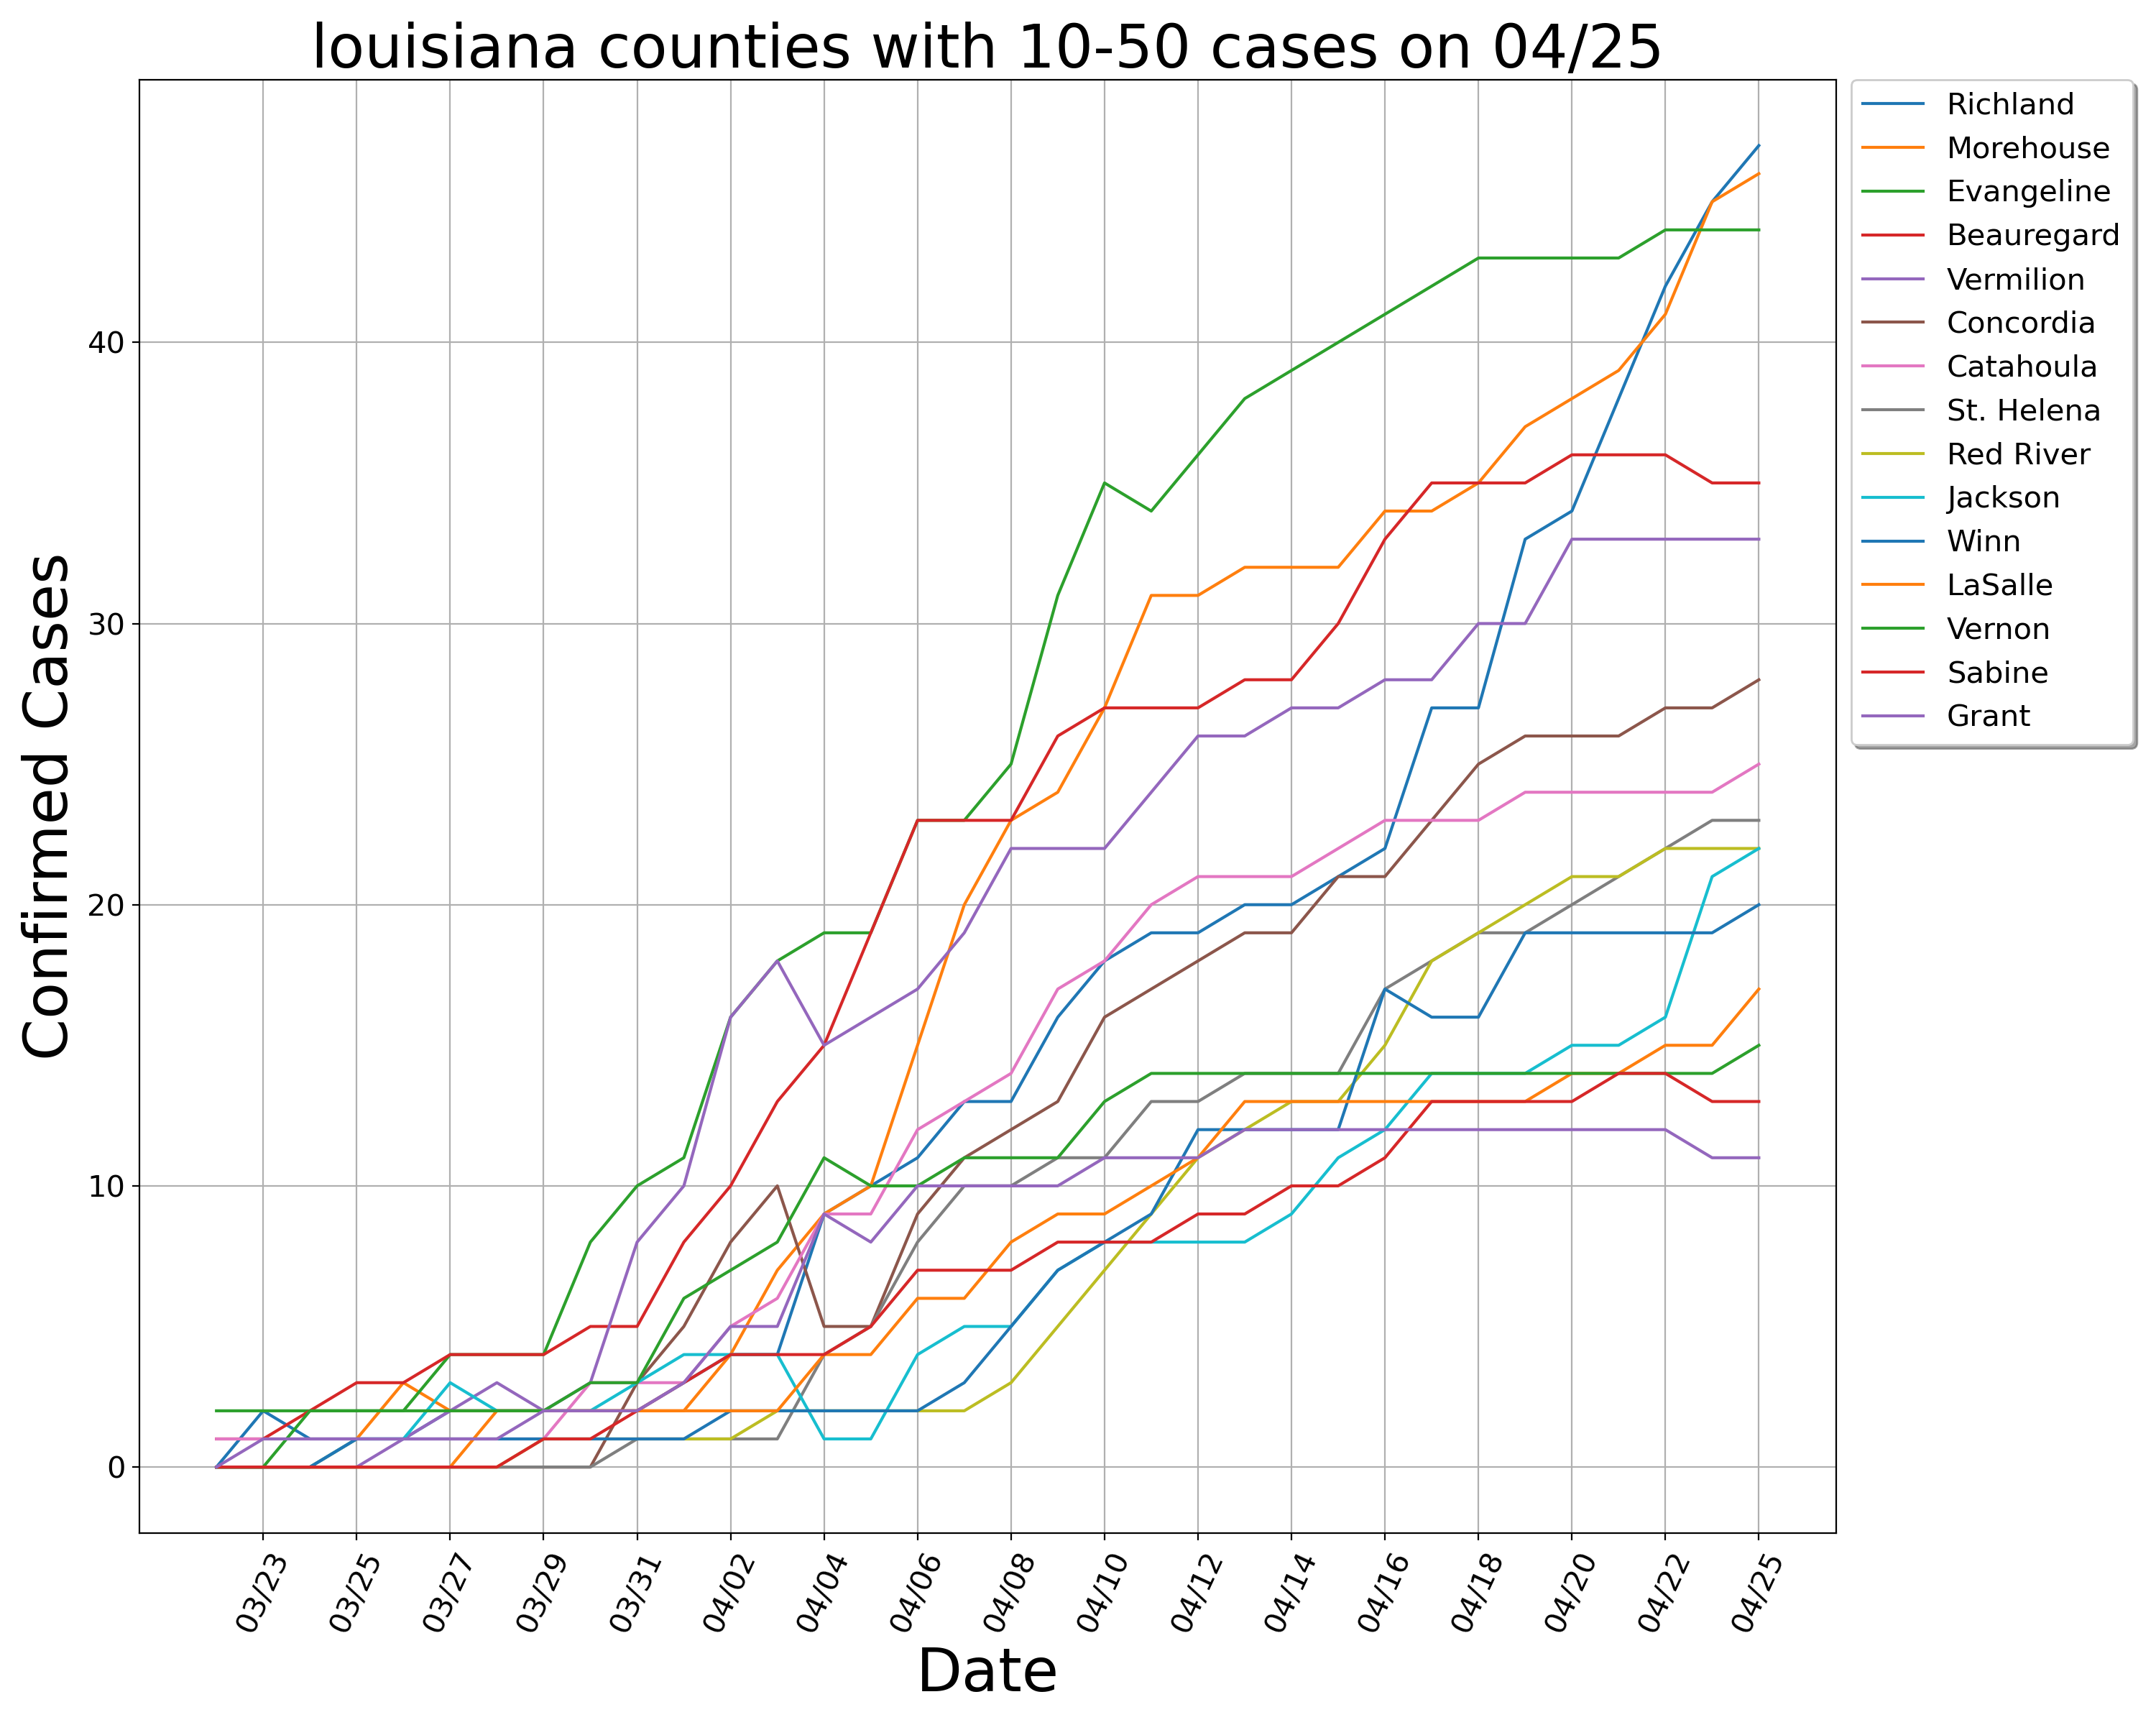 louisiana counties with 10-50 cases on 04/25
Richland
Morehouse
Evangeline
Beauregard
Vermilion
Concordia
Catahoula
St. Helena
Red River
Jackson
Winn
LaSalle
Vernon
Sabine
Grant
Confirmed Cases
40
30
20
10
0
03/23
03/25
03/27
03/29
03/31
04/02
04/04
04/06
04/08
04/10
04/12
04/14
04/16
04/18
04/20
04/22
04/25
Date